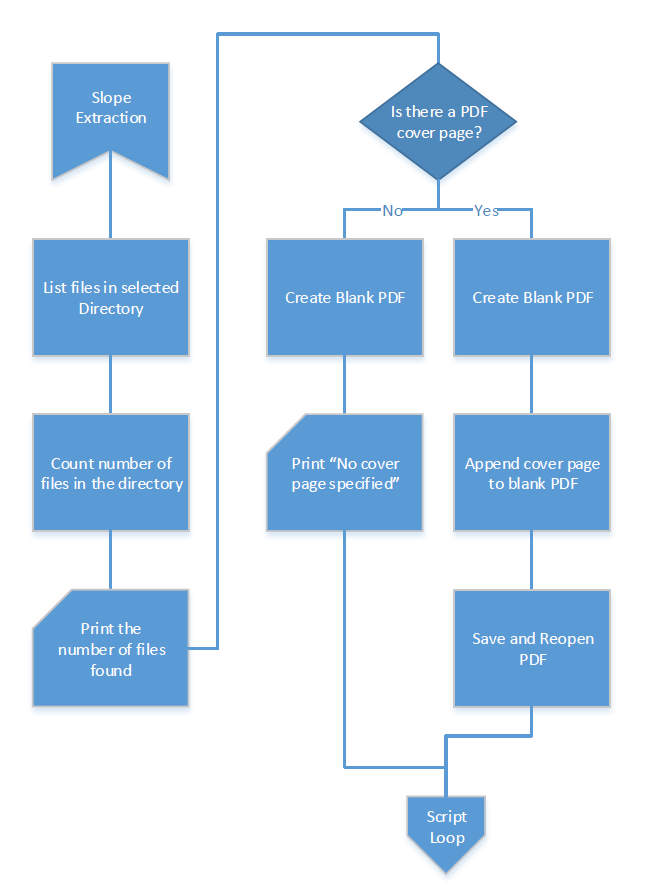 Slope
Extraction
List files in selected
Directory
Count number of
files in the directory
Print the
number of files
found
Is there a PDF
cover page?
No
Yes
Create Blank PDF
Print “No cover
page specified”
Create Blank PDF
Append cover page
to blank PDF
Save and Reopen
PDF
Script
Loop